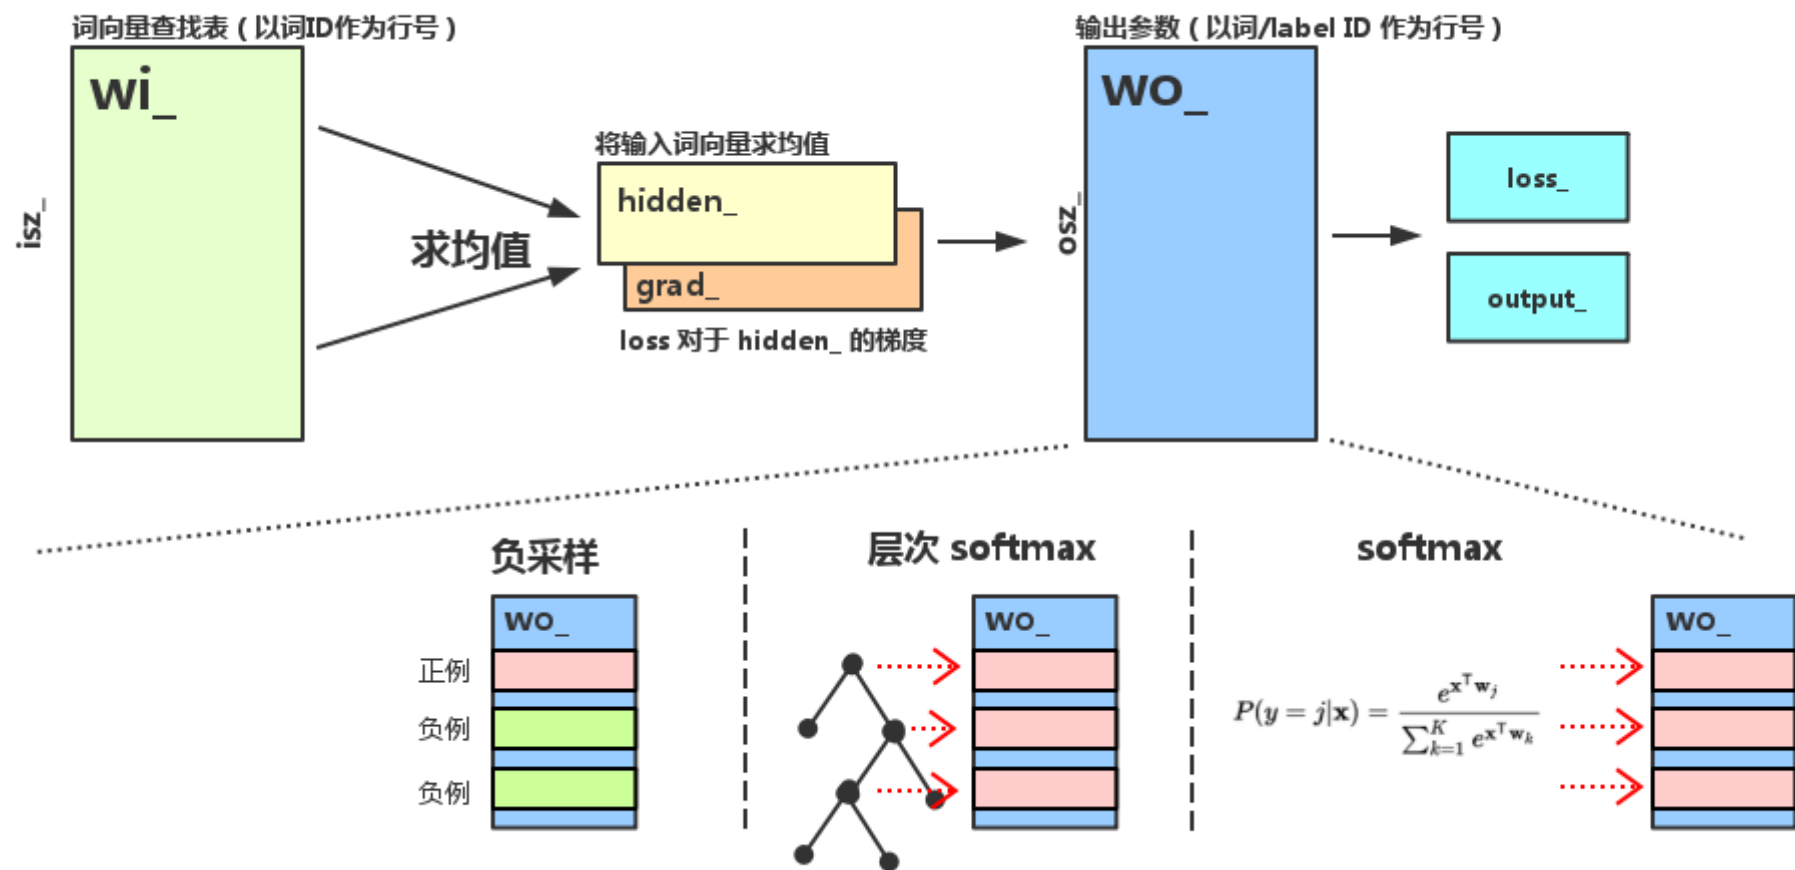 词向量查找表（以词ID作为行号）
输出参数（以词/label ID 作为行号）
wi_
wo_
isz_
将输入词向量求均值
hidden_
求均值
grad_
loss 对于 hidden_ 的梯度
osz_
loss_
output_
负采样
层次 softmax
softmax
wo_
正例
负例
负例
wo_
P(y = j|x) = \frac{e^{x^⊤ w_j}}{\sum_{k=1}^{K} e^{x^⊤ w_k}}
wo_